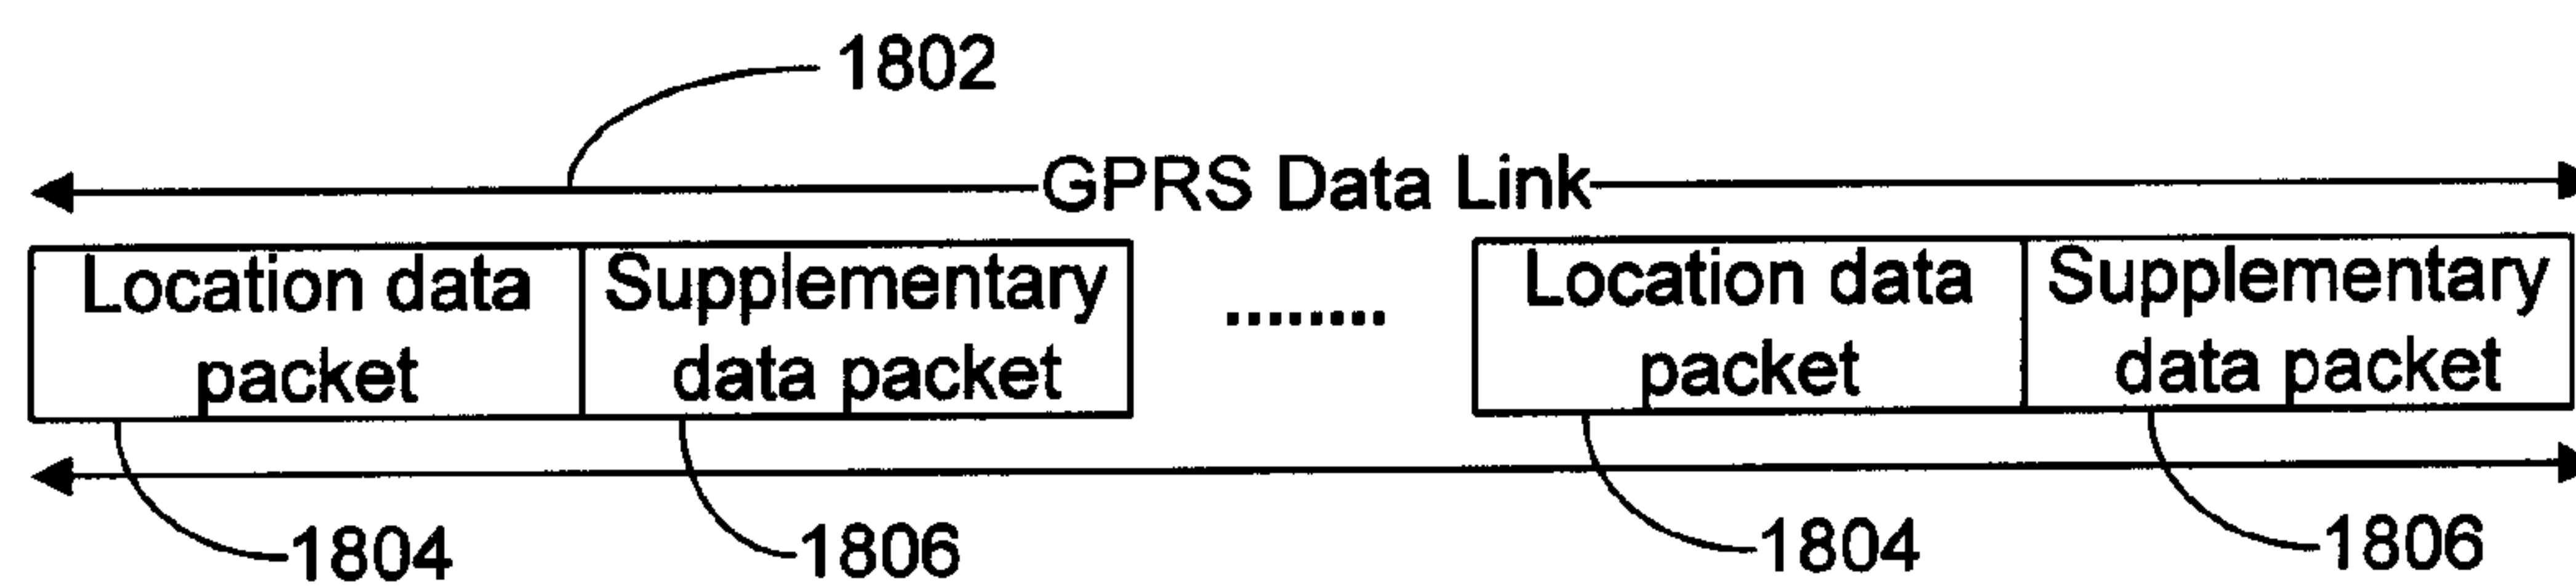 1802
GPRS Data Link
Location data packet
Supplementary data packet
........
Location data packet
Supplementary data packet
1804
1806
1804
1806